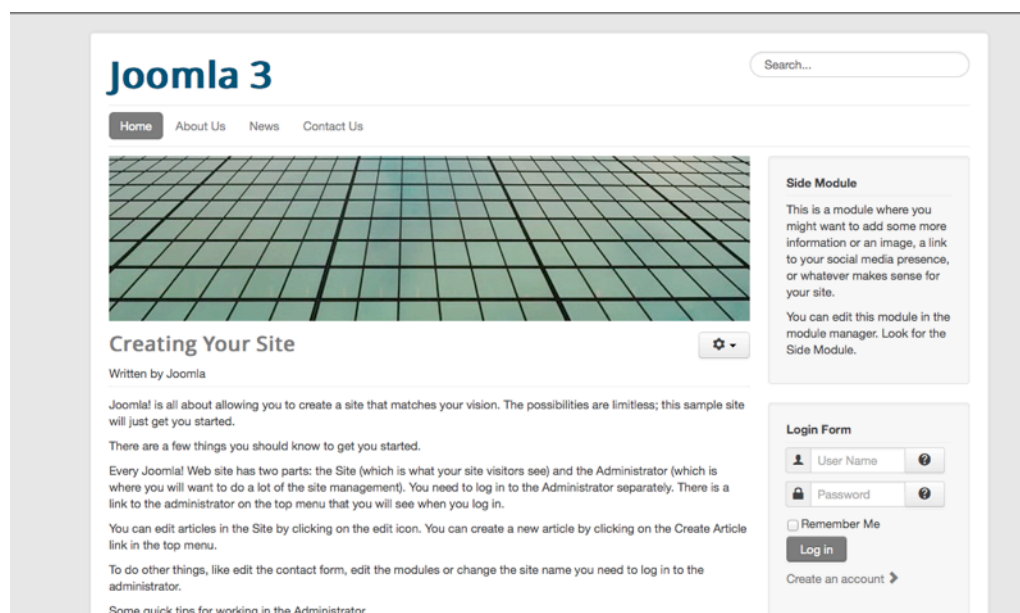 Joomla 3
Search...
Home About Us News Contact Us
Creating Your Site
Written by Joomla
Joomla! is all about allowing you to create a site that matches your vision. The possibilities are limitless; this sample site
will just get you started.
There are a few things you should know to get you started.
Every Joomla! Web site has two parts: the Site (which is what your site visitors see) and the Administrator (which is
where you will want to do a lot of the site management). You need to log in to the Administrator separately. There is a
link to the administrator on the top menu that you will see when you log in.
You can edit articles in the Site by clicking on the edit icon. You can create a new article by clicking on the Create Article
link in the top menu.
To do other things, like edit the contact form, edit the modules or change the site name you need to log in to the
administrator.
Some quick tips for working in the Administrator
Side Module
This is a module where you
might want to add some more
information or an image, a link
to your social media presence,
or whatever makes sense for
your site.
You can edit this module in the
module manager. Look for the
Side Module.
Login Form
User Name
Password
Remember Me
Log in
Create an account